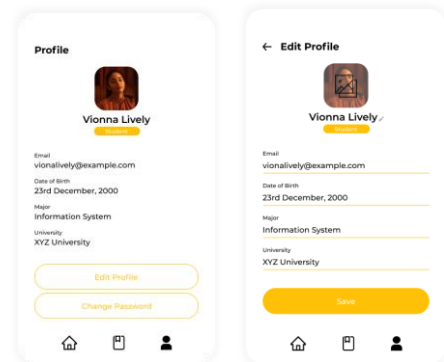 Profile
Vionna Lively
Student
Email
vionalively@example.com
Date of Birth
23rd December, 2000
Major
Information System
University
XYZ University
Edit Profile
Change Password
Edit Profile
Vionna Lively
Student
Email
vionalively@example.com
Date of Birth
23rd December, 2000
Major
Information System
University
XYZ University
Save